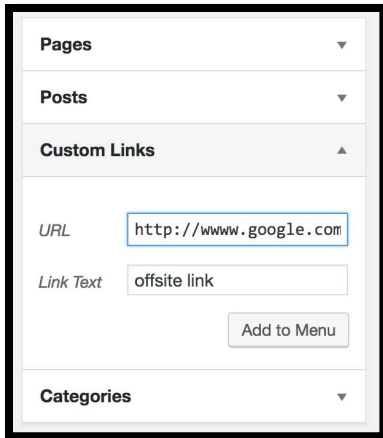 Pages
Posts
Custom Links
URL http://wwww.google.com
Link Text offsite link
Add to Menu
Categories